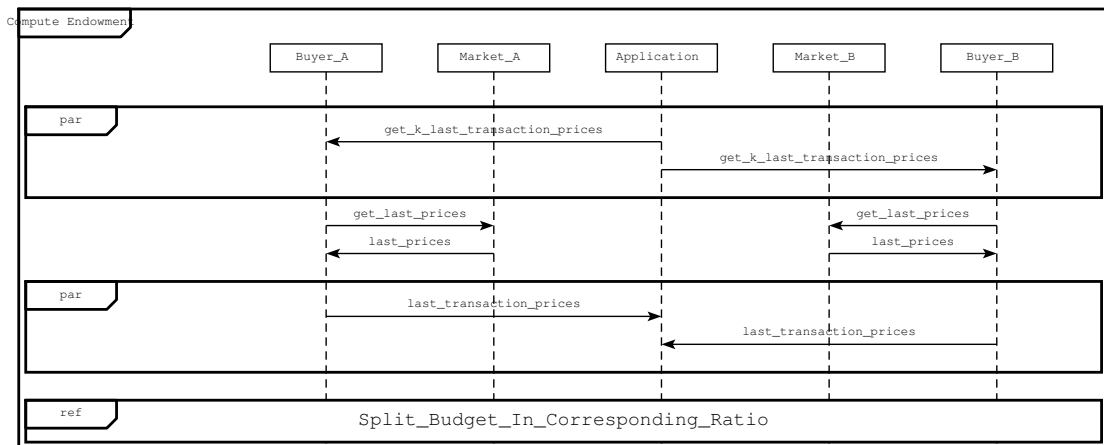 Compute Endowment
Buyer_A Market_A Application Market_B Buyer_B
par
get_k_last_transaction_prices
get_k_last_transaction_prices
get_last_prices get_last_prices
last_prices last_prices
par
last_transaction_prices
last_transaction_prices
ref
Split_Budget_In_Corresponding_Ratio